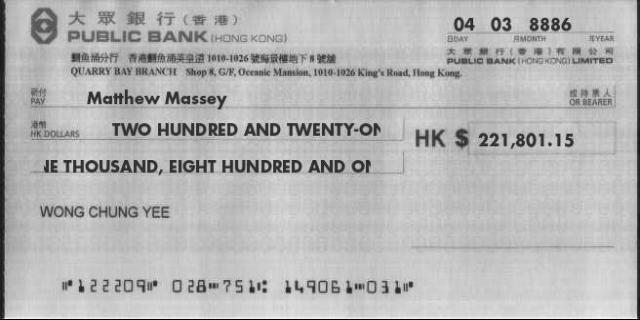 大眾銀行(香港)
PUBLIC BANK (HONG KONG)
04 03 8886
日DAY 月MONTH 年YEAR
鰂魚涌分行 香港鰂魚涌英皇道1010-1026號海景樓地下8號舖
大眾銀行(香港)有限公司
QUARRY BAY BRANCH Shop 8, G/F, Oceanic Mansion, 1010-1026 King's Road, Hong Kong.
PUBLIC BANK (HONG KONG) LIMITED
祈付
PAY Matthew Massey
或持票人
OR BEARER
港幣
HK DOLLARS TWO HUNDRED AND TWENTY-ON
HK $ 221,801.15
NE THOUSAND, EIGHT HUNDRED AND ON
WONG CHUNG YEE
⑈122209⑈ 028⑉751⑆ 149061⑉031⑈